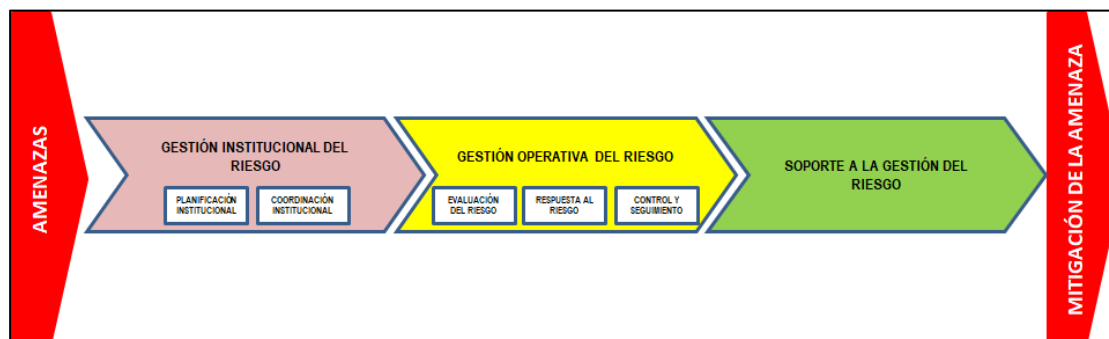 AMENAZAS
GESTIÓN INSTITUCIONAL DEL
RIESGO
PLANIFICACIÓN
INSTITUCIONAL
COORDINACIÓN
INSTITUCIONAL
GESTIÓN OPERATIVA DEL RIESGO
EVALUACIÓN
DEL RIESGO
RESPUESTA AL
RIESGO
CONTROL Y
SEGUIMIENTO
SOPORTE A LA GESTIÓN DEL
RIESGO
MITIGACIÓN DE LA AMENAZA